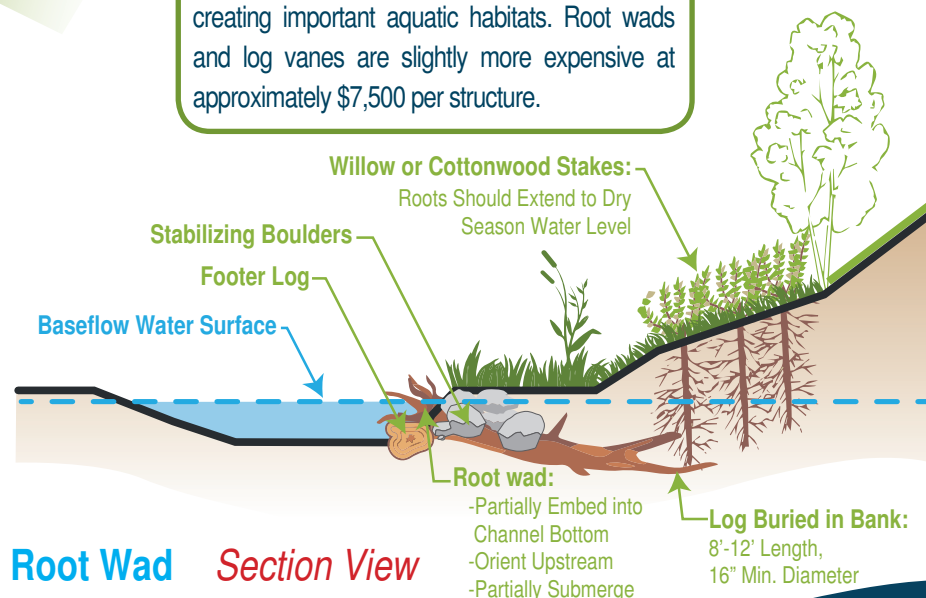 creating important aquatic habitats. Root wads
and log vanes are slightly more expensive at
approximately $7,500 per structure.
Willow or Cottonwood Stakes:
Roots Should Extend to Dry
Season Water Level
Stabilizing Boulders
Footer Log
Baseflow Water Surface
Root wad:
-Partially Embed into
Channel Bottom
-Orient Upstream
-Partially Submerge
Log Buried in Bank:
8'-12' Length,
16" Min. Diameter
Root Wad Section View